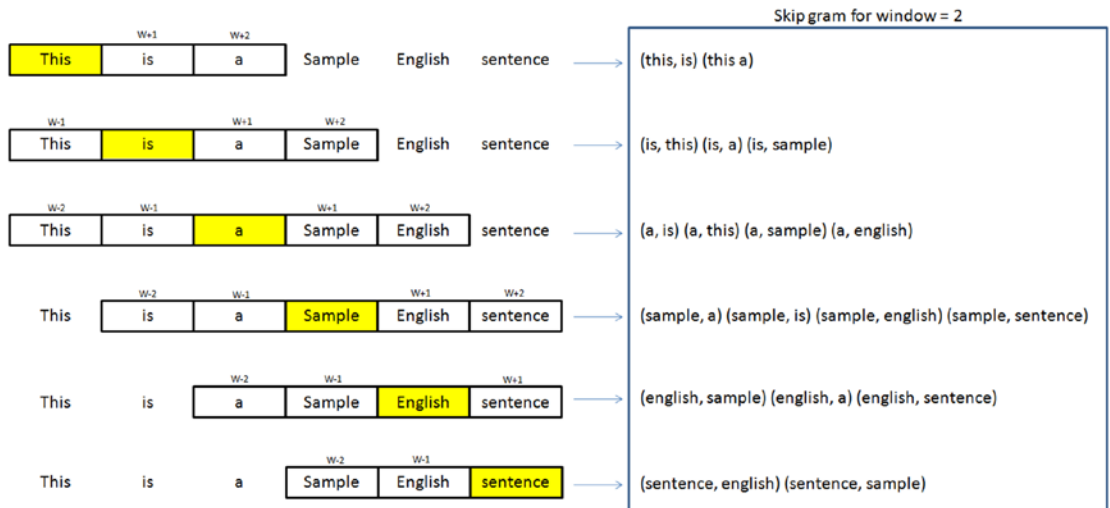 Skip gram for window = 2
W+1 W+2
This is a Sample English sentence (this, is) (this a)
W-1 W+1 W+2
This is a Sample English sentence (is, this) (is, a) (is, sample)
W-2 W-1 W+1 W+2
This is a Sample English sentence (a, is) (a, this) (a, sample) (a, english)
W-2 W-1 W+1 W+2
This is a Sample English sentence (sample, a) (sample, is) (sample, english) (sample, sentence)
W-2 W-1 W+1
This is a Sample English sentence (english, sample) (english, a) (english, sentence)
W-2 W-1
This is a Sample English sentence (sentence, english) (sentence, sample)